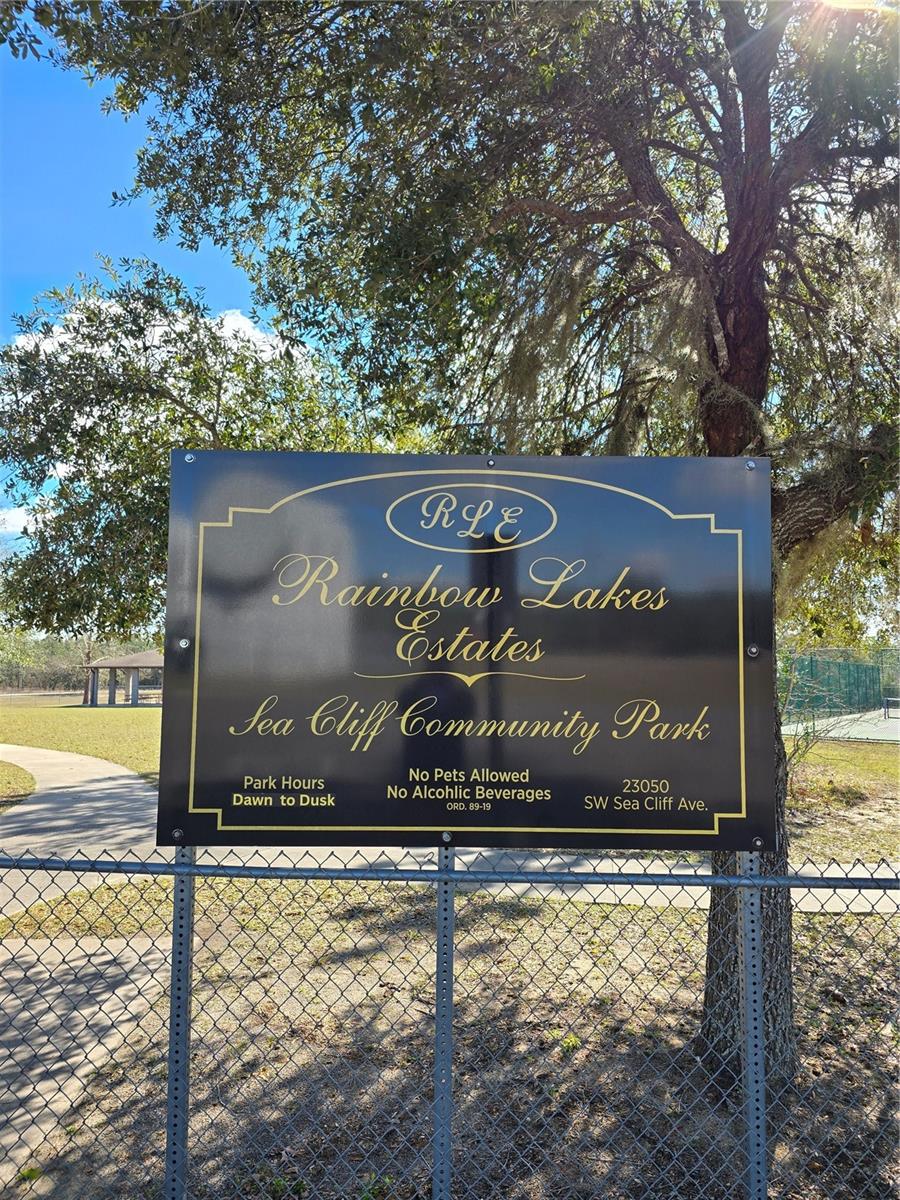 RLE
Rainbow Lakes
Estates
Sea Cliff Community Park
Park Hours
Dawn to Dusk
No Pets Allowed
No Alcohlic Beverages
ORD. 89-19
23050
SW Sea Cliff Ave.